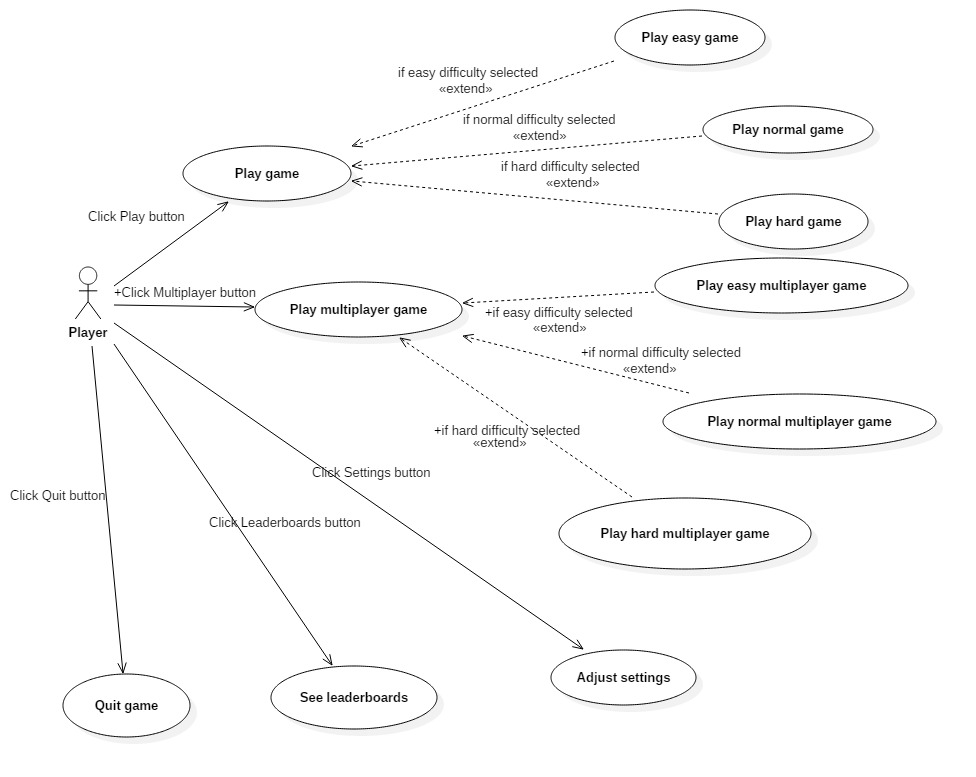 Play easy game
if easy difficulty selected
«extend»
if normal difficulty selected
«extend»
Play normal game
if hard difficulty selected
«extend»
Play game
Click Play button
Play hard game
+Click Multiplayer button
Player
Play multiplayer game
Play easy multiplayer game
+if easy difficulty selected
«extend»
+if normal difficulty selected
«extend»
Play normal multiplayer game
+if hard difficulty selected
«extend»
Click Settings button
Click Quit button
Click Leaderboards button
Play hard multiplayer game
Quit game
See leaderboards
Adjust settings